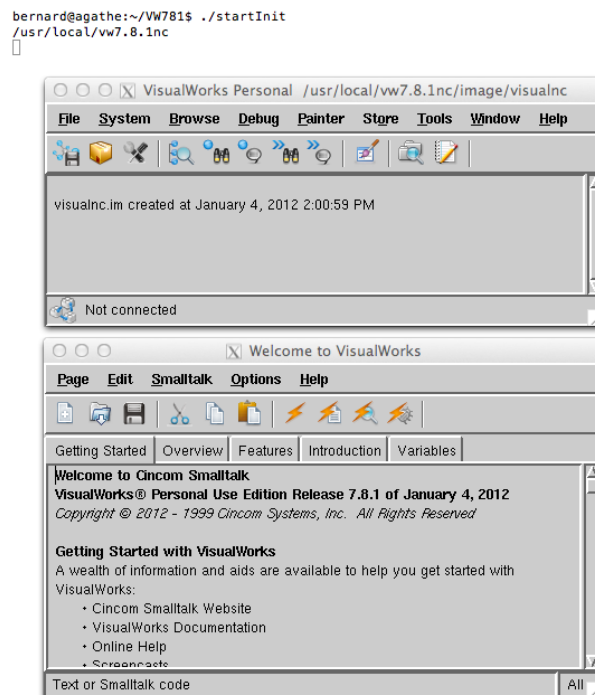 bernard@agathe:~/VW781$ ./startInit
/usr/local/vw7.8.1nc
VisualWorks Personal /usr/local/vw7.8.1nc/image/visualnc
File System Browse Debug Painter Store Tools Window Help
visualnc.im created at January 4, 2012 2:00:59 PM
Not connected
Welcome to VisualWorks
Page Edit Smalltalk Options Help
Getting Started Overview Features Introduction Variables
Welcome to Cincom Smalltalk
VisualWorks® Personal Use Edition Release 7.8.1 of January 4, 2012
Copyright © 2012 - 1999 Cincom Systems, Inc. All Rights Reserved
Getting Started with VisualWorks
A wealth of information and aids are available to help you get started with
VisualWorks:
• Cincom Smalltalk Website
• VisualWorks Documentation
• Online Help
• Screencasts
Text or Smalltalk code All